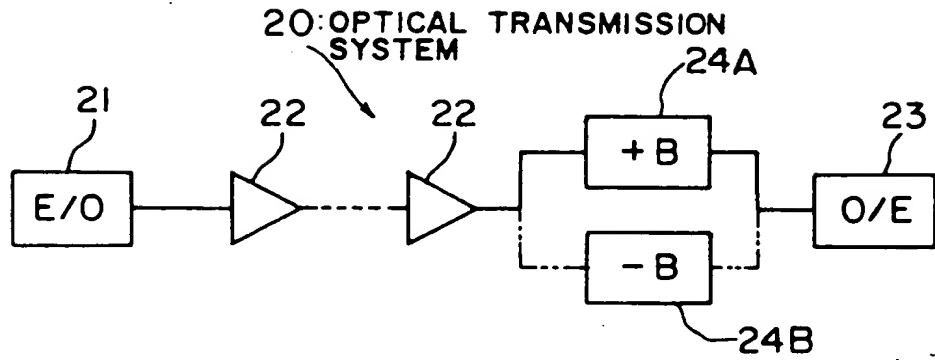 20:OPTICAL TRANSMISSION
SYSTEM
24A
21
22
22
23
+B
E/O
O/E
-B
24B